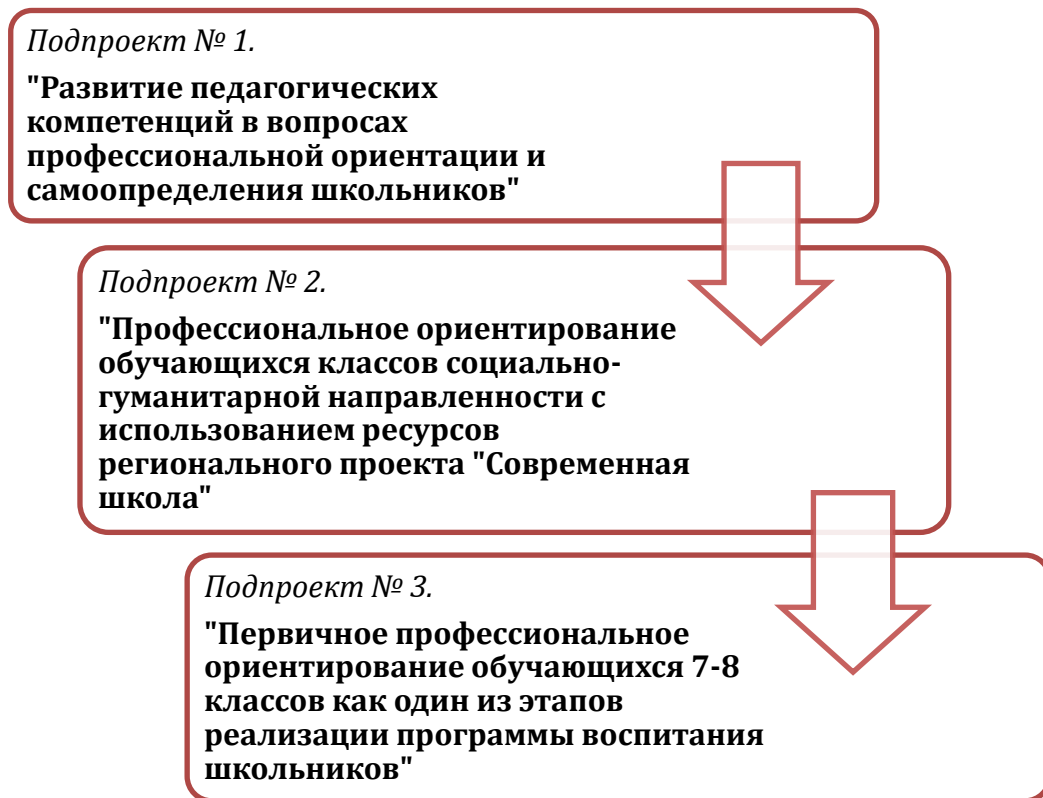 Подпроект № 1.
"Развитие педагогических
компетенций в вопросах
профессиональной ориентации и
самоопределения школьников"
Подпроект № 2.
"Профессиональное ориентирование
обучающихся классов социально-
гуманитарной направленности с
использованием ресурсов
регионального проекта "Современная
школа"
Подпроект № 3.
"Первичное профессиональное
ориентирование обучающихся 7-8
классов как один из этапов
реализации программы воспитания
школьников"